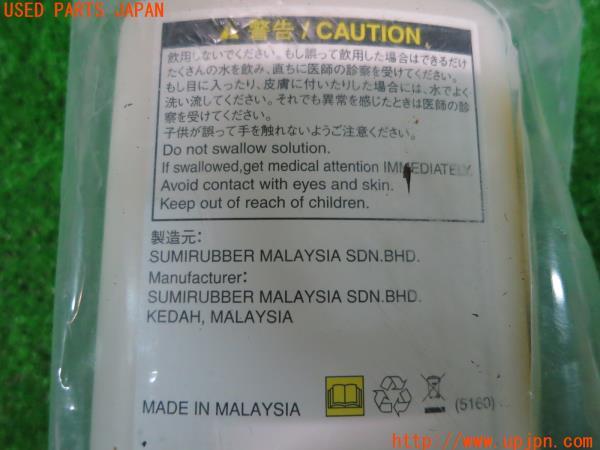 USED PARTS JAPAN
警告 / CAUTION
飲用しないでください。もし誤って飲用した場合はできるだけ
たくさんの水を飲み、直ちに医師の診察を受けてください。
もし目に入ったり、皮膚に付いたりした場合には、水でよく
洗い流してください。それでも異常を感じたときは医師の診
察を受けてください。
子供が誤って手を触れないようご注意ください。
Do not swallow solution.
If swallowed,get medical attention IMMEDIATELY.
Avoid contact with eyes and skin.
Keep out of reach of children.
製造元:
SUMIRUBBER MALAYSIA SDN.BHD.
Manufacturer:
SUMIRUBBER MALAYSIA SDN.BHD.
KEDAH, MALAYSIA
MADE IN MALAYSIA
(5160)
http://www.upjpn.com/